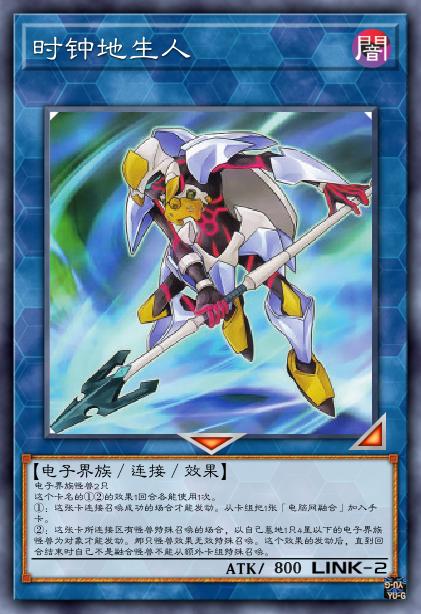 时钟地生人
闇
【电子界族／连接／效果】
电子界族怪兽2只
这个卡名的①②的效果1回合各能使用1次。
①：这张卡连接召唤成功的场合才能发动。从卡组把1张「电脑网融合」加入手
卡。
②：这张卡所连接区有怪兽特殊召唤的场合，以自己墓地1只4星以下的电子界
族怪兽为对象才能发动。那只怪兽效果无效特殊召唤。这个效果的发动后，直到回
合结束时自己不是融合怪兽不能从额外卡组特殊召唤。
ATK/ 800 LINK-2